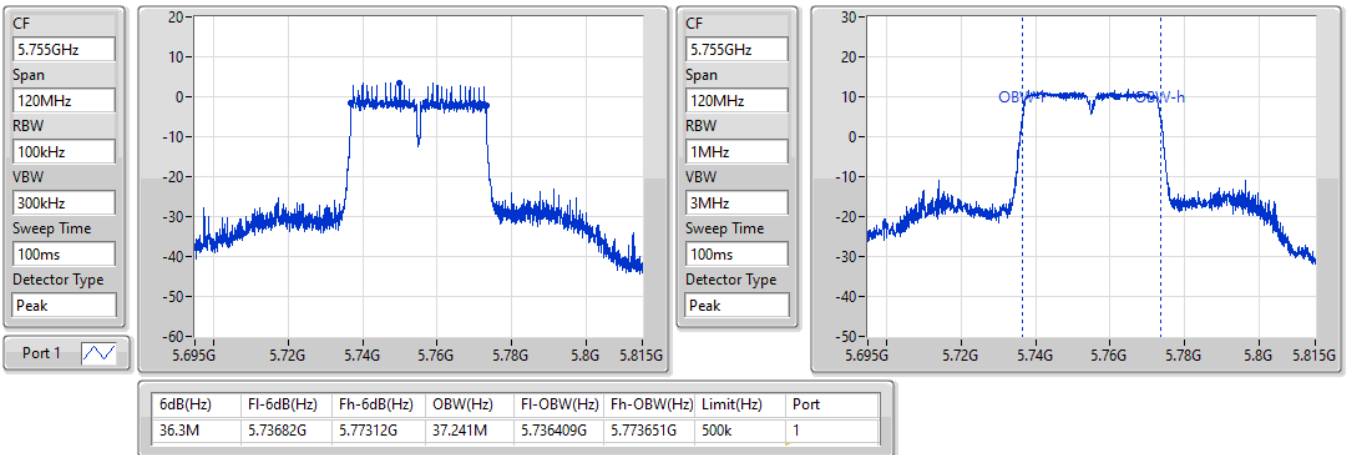 CF
5.755GHz
Span
120MHz
RBW
100kHz
VBW
300kHz
Sweep Time
100ms
Detector Type
Peak
Port 1
20
10
0
-10
-20
-30
-40
-50
-60
5.695G 5.72G 5.74G 5.76G 5.78G 5.8G 5.815G
CF
5.755GHz
Span
120MHz
RBW
1MHz
VBW
3MHz
Sweep Time
100ms
Detector Type
Peak
30
20
10
0
-10
-20
-30
-40
-50
OBW-h
5.695G 5.72G 5.74G 5.76G 5.78G 5.8G 5.815G
6dB(Hz) Fl-6dB(Hz) Fh-6dB(Hz) OBW(Hz) Fl-OBW(Hz) Fh-OBW(Hz) Limit(Hz) Port
36.3M 5.73682G 5.77312G 37.241M 5.736409G 5.773651G 500k 1